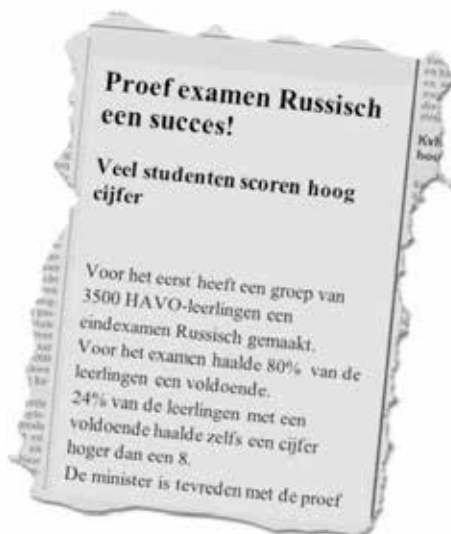 Proef examen Russisch
een succes!
Veel studenten scoren hoog
cijfer
Voor het eerst heeft een groep van
3500 HAVO-leerlingen een
eindexamen Russisch gemaakt.
Voor het examen haalde 80% van de
leerlingen een voldoende.
24% van de leerlingen met een
voldoende haalde zelfs een cijfer
hoger dan een 8.
De minister is tevreden met de proef